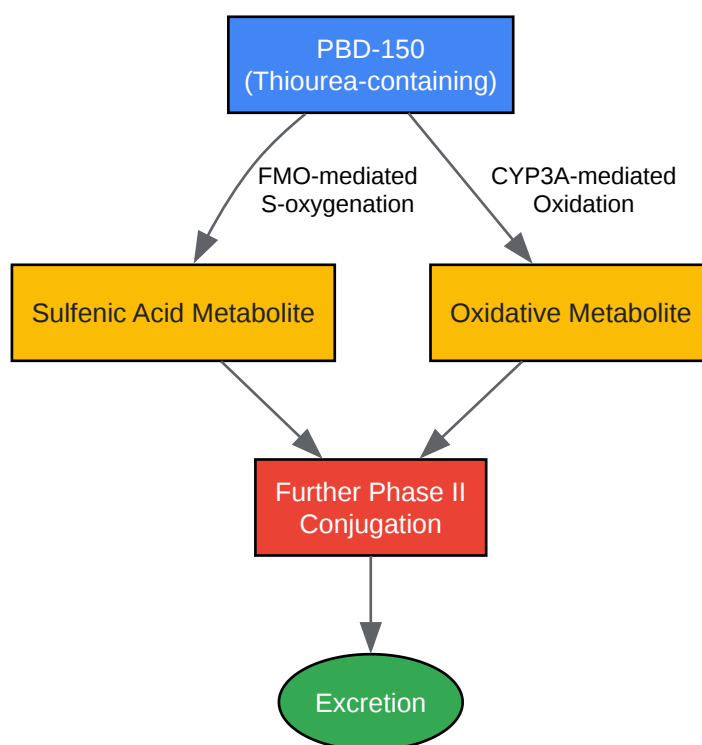 PBD-150
(Thiourea-containing)
FMO-mediated
S-oxygenation
CYP3A-mediated
Oxidation
Sulfenic Acid Metabolite
Oxidative Metabolite
Further Phase II
Conjugation
Excretion